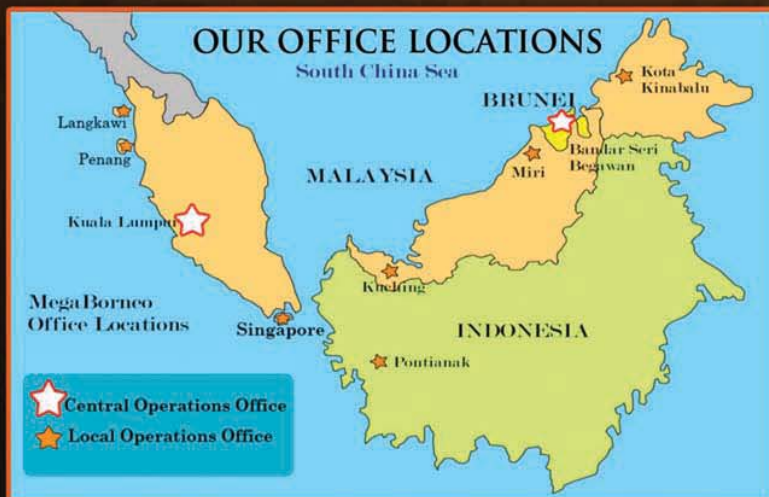 OUR OFFICE LOCATIONS
South China Sea
Kota
Kinabalu
BRUNEI
Langkawi
Bandar Seri
Begawan
Penang
Miri
MALAYSIA
Kuala Lumpur
Kuching
MegaBorneo
Office Locations
Singapore
INDONESIA
Pontianak
Central Operations Office
Local Operations Office